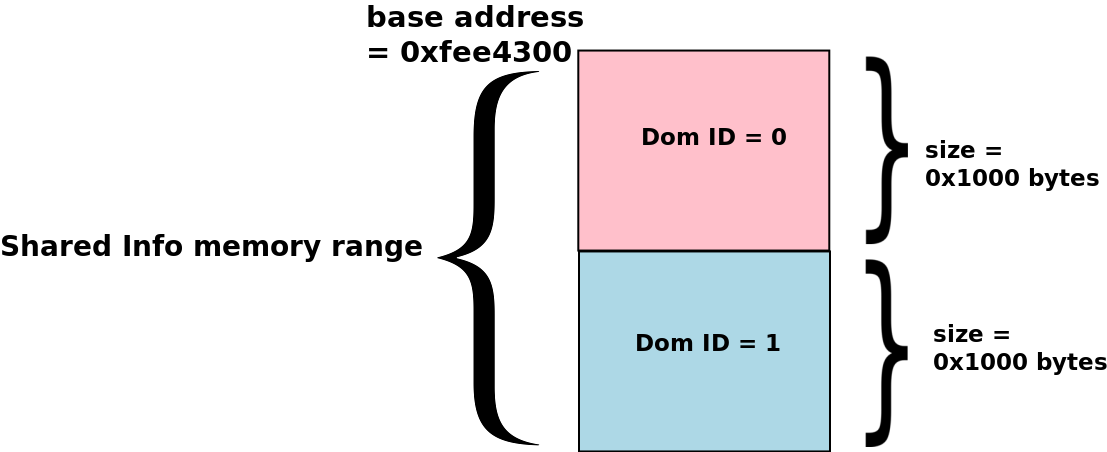 base address
= 0xfee4300
Dom ID = 0
size =
0x1000 bytes
Shared Info memory range
Dom ID = 1
size =
0x1000 bytes